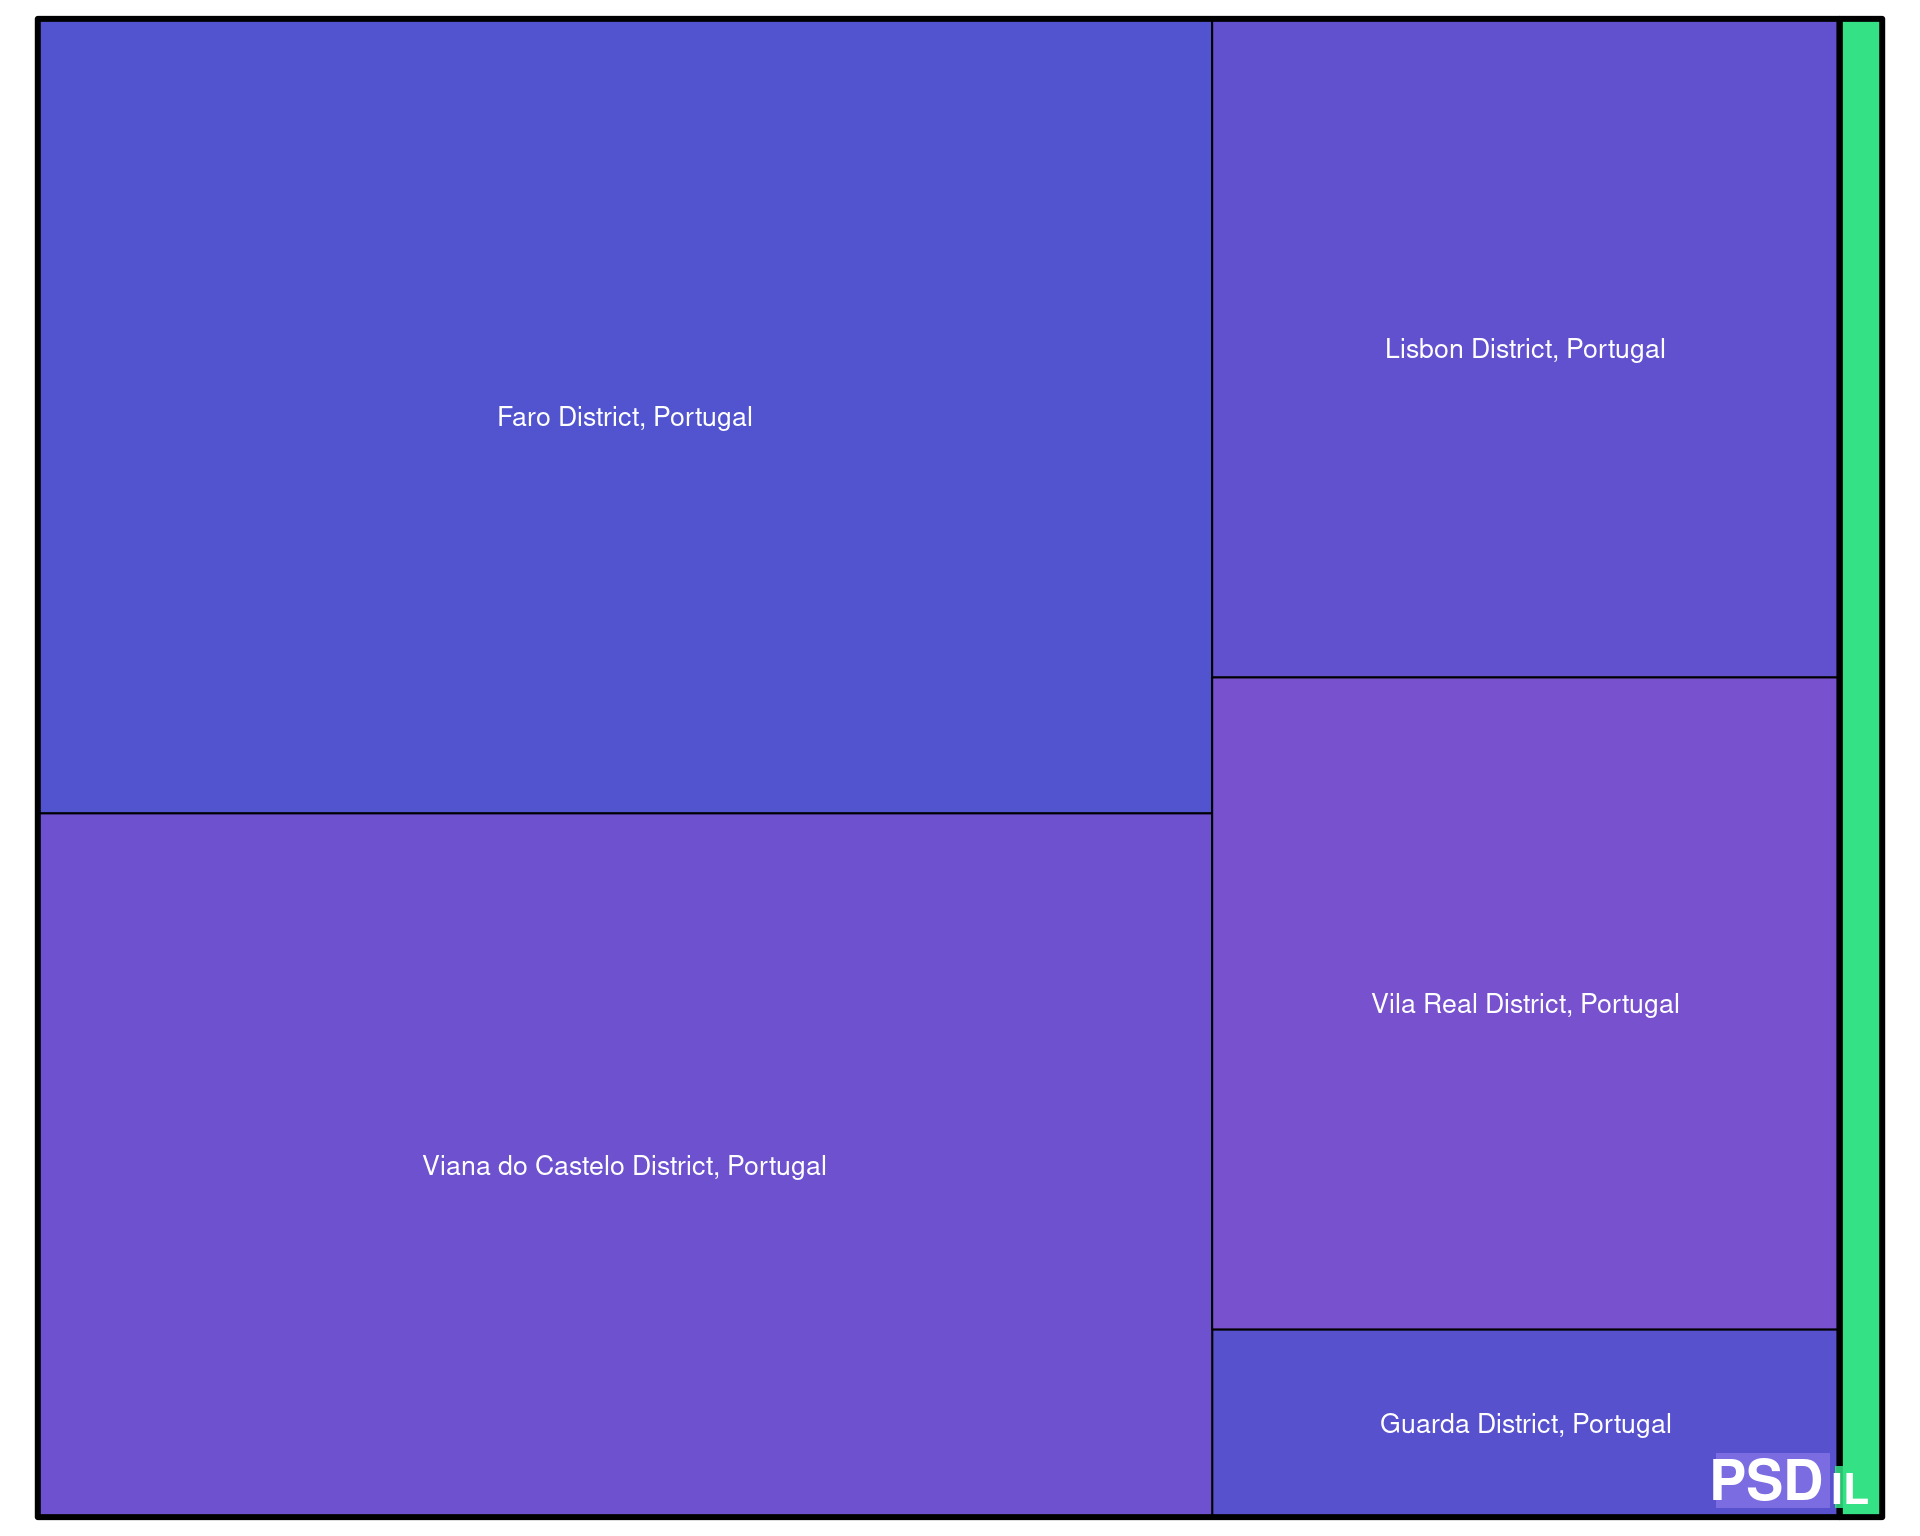 Faro District, Portugal
Lisbon District, Portugal
Viana do Castelo District, Portugal
Vila Real District, Portugal
Guarda District, Portugal
PSD
IL